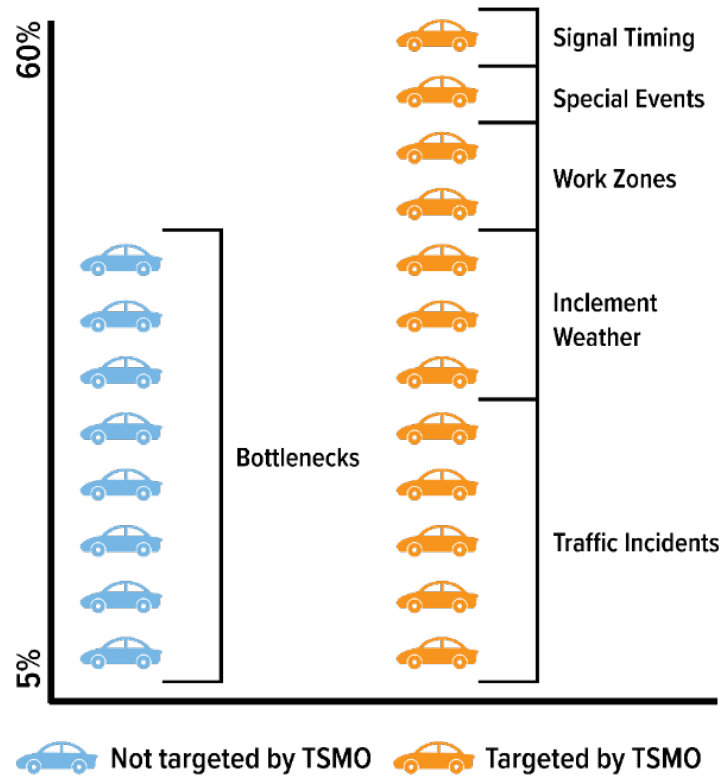 60%
Signal Timing
Special Events
Work Zones
Inclement
Weather
Bottlenecks
Traffic Incidents
5%
Not targeted by TSMO
Targeted by TSMO